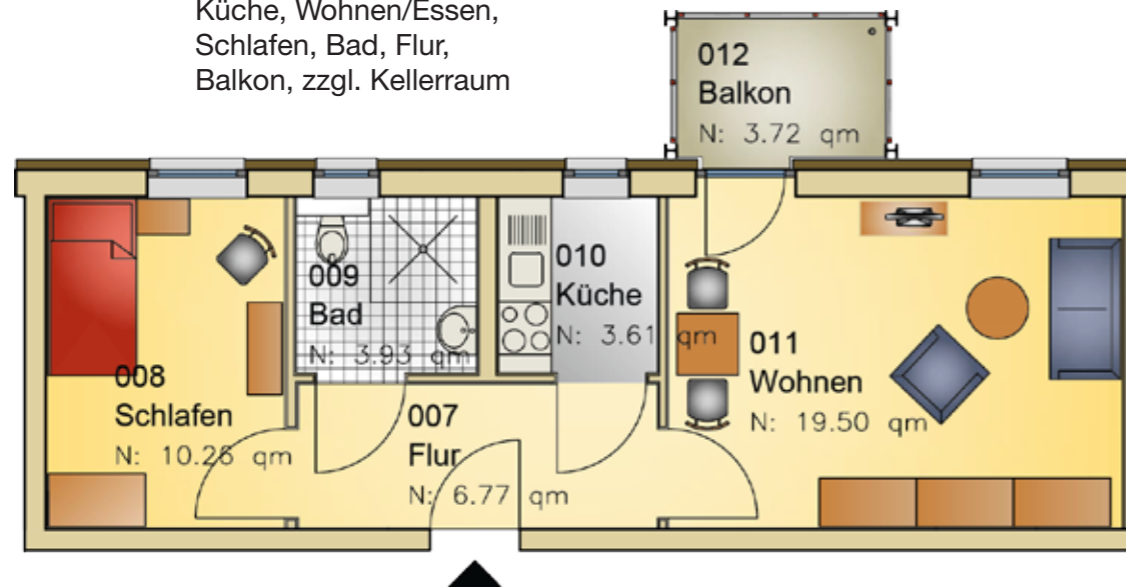 Küche, Wohnen/Essen,
Schlafen, Bad, Flur,
Balkon, zzgl. Kellerraum
012
Balkon
N: 3.72 qm
009
Bad
N: 3.93 qm
010
Küche
N: 3.61 qm
011
Wohnen
N: 19.50 qm
008
Schlafen
N: 10.26 qm
007
Flur
N: 6.77 qm